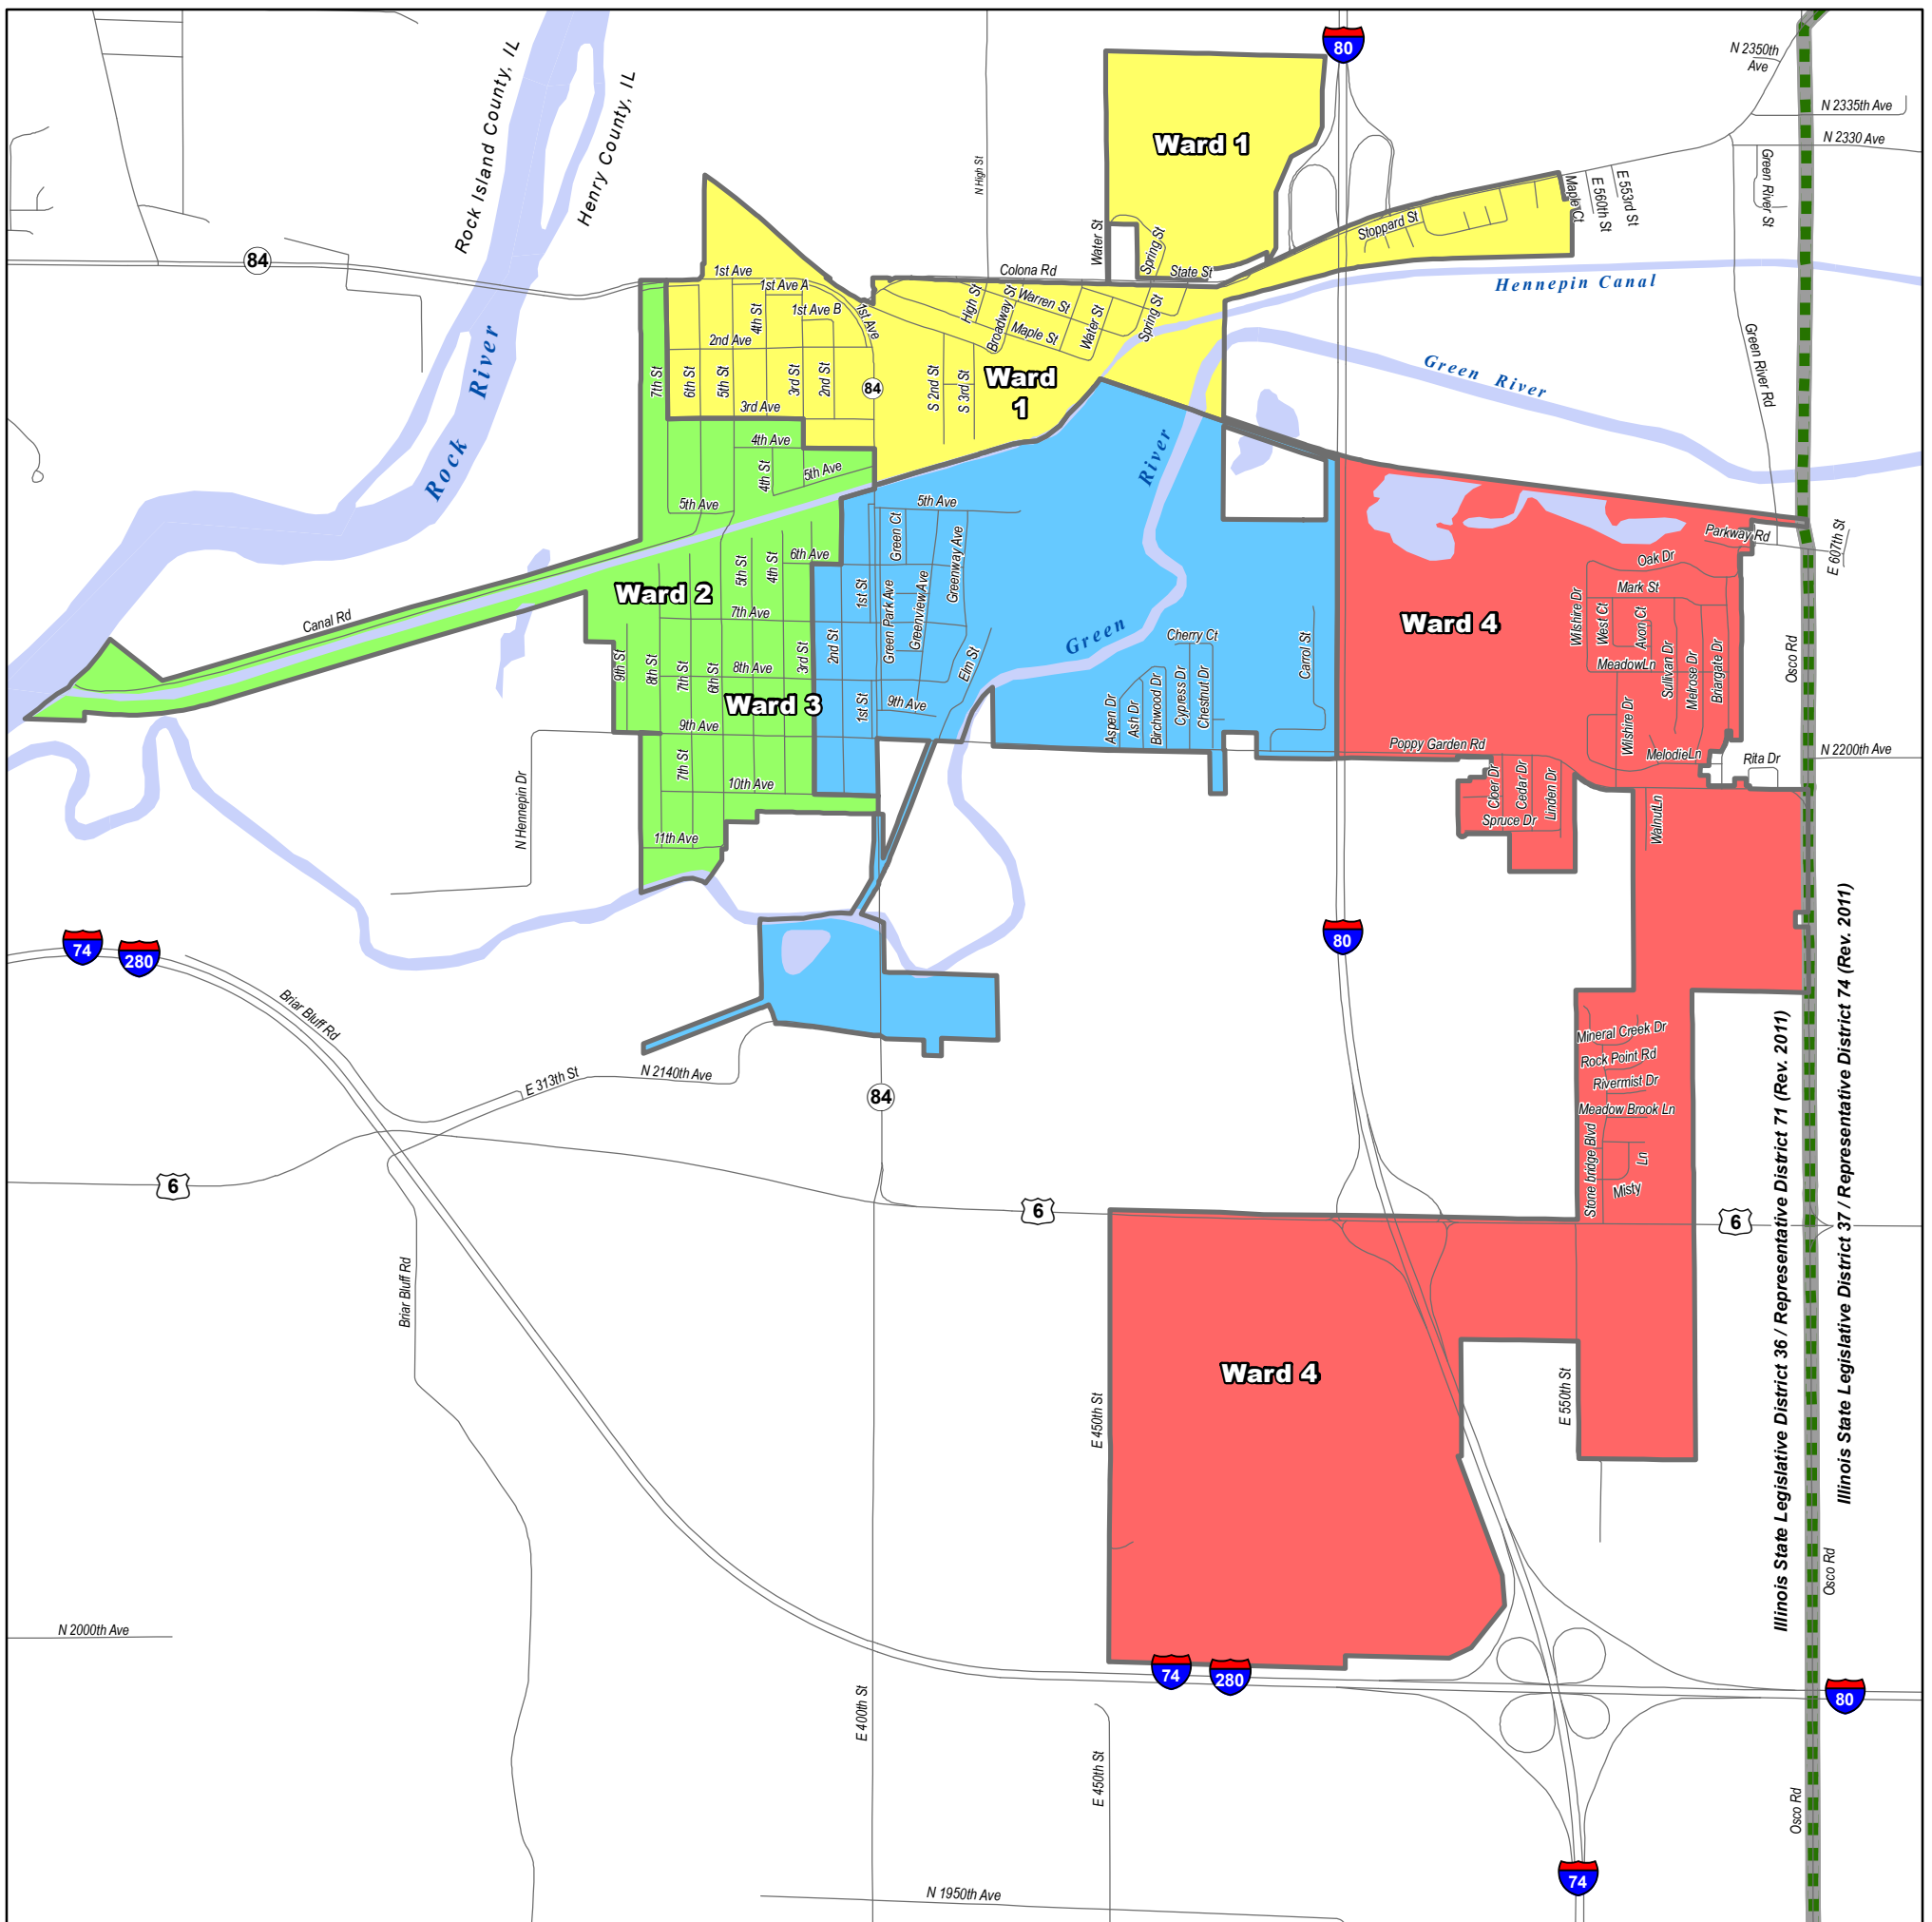 80
N 2350th
Ave
N 2335th Ave
N 2330 Ave
Rock Island County, IL
Henry County, IL
Ward 1
N High St
Water St
Spring St
Stoppard St
Maple Ct
E 560th St
E 553rd St
Green River St
84
Colona Rd
State St
1st Ave
1st Ave A
1st Ave B
1st Ave
Hennepin Canal
High St
Broadway St
Warren St
Maple St
Water St
Spring St
4th St
2nd Ave
7th St
6th St
5th St
3rd St
2nd St
84
S 2nd St
S 3rd St
Ward
1
Green River
Green River Rd
Rock River
3rd Ave
4th Ave
4th St
5th Ave
5th Ave
5th Ave
River
Green
Green Ct
Greenway Ave
6th Ave
5th St
4th St
Parkway Rd
E 607th St
Oak Dr
Mark St
Ward 2
Canal Rd
7th Ave
1st St
Green Park Ave
Greenview Ave
Ward 4
Wilshire Dr
West Ct
Avon Ct
MeadowLn
Sullivan Dr
Melrose Dr
Briargate Dr
Osco Rd
9th St
8th St
7th St
6th St
8th Ave
3rd St
2nd St
Elm St
Cherry Ct
Carrol St
Ward 3
1st St
9th Ave
9th Ave
Aspen Dr
Ash Dr
Birchwood Dr
Cypress Dr
Chestnut Dr
Poppy Garden Rd
Wilshire Dr
MelodieLn
Rita Dr
N 2200th Ave
N Hennepin Dr
7th St
10th Ave
11th Ave
Cloer Dr
Cedar Dr
Linden Dr
Spruce Dr
WalnutLn
74
280
80
Briar Bluff Rd
E 313th St
N 2140th Ave
84
Mineral Creek Dr
Rock Point Rd
Rivermist Dr
Meadow Brook Ln
Stone bridge Blvd
Ln
Misty
6
6
6
Illinois State Legislative District 36 / Representative District 71 (Rev. 2011)
Illinois State Legislative District 37 / Representative District 74 (Rev. 2011)
Briar Bluff Rd
Ward 4
E 450th St
E 550th St
Osco Rd
N 2000th Ave
74
280
80
E 400th St
E 450th St
Osco Rd
74
N 1950th Ave